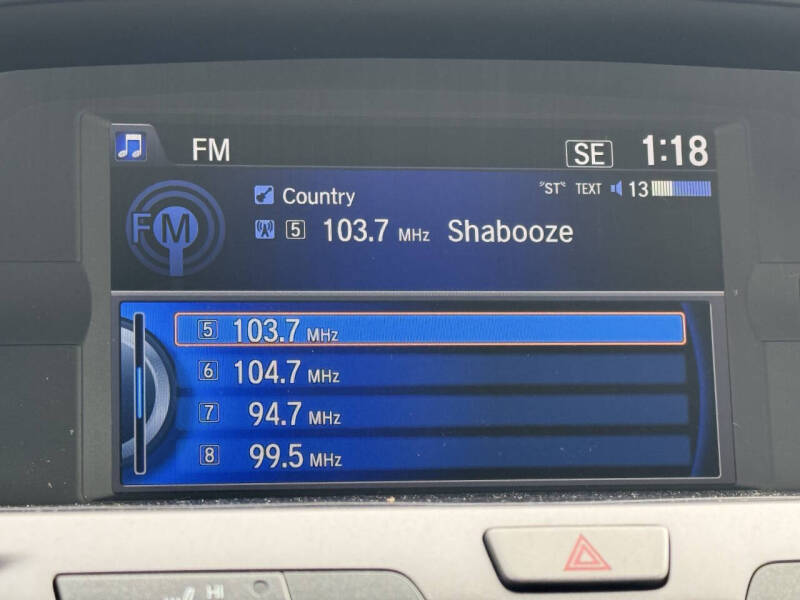 FM SE 1:18
Country "ST" TEXT 13
FM 5 103.7 MHz Shabooze
5 103.7 MHz
6 104.7 MHz
7 94.7 MHz
8 99.5 MHz
HI